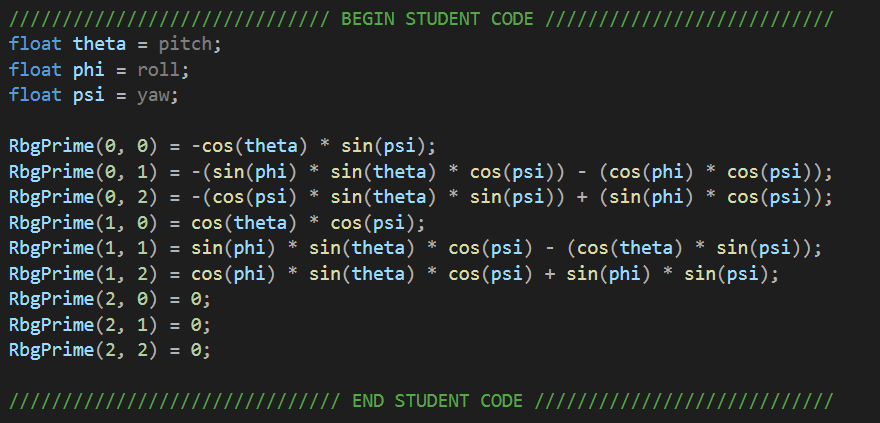 ////////////////////////////// BEGIN STUDENT CODE ///////////////////////////
float theta = pitch;
float phi = roll;
float psi = yaw;

RbgPrime(0, 0) = -cos(theta) * sin(psi);
RbgPrime(0, 1) = -(sin(phi) * sin(theta) * cos(psi)) - (cos(phi) * cos(psi));
RbgPrime(0, 2) = -(cos(psi) * sin(theta) * sin(psi)) + (sin(phi) * cos(psi));
RbgPrime(1, 0) = cos(theta) * cos(psi);
RbgPrime(1, 1) = sin(phi) * sin(theta) * cos(psi) - (cos(theta) * sin(psi));
RbgPrime(1, 2) = cos(phi) * sin(theta) * cos(psi) + sin(phi) * sin(psi);
RbgPrime(2, 0) = 0;
RbgPrime(2, 1) = 0;
RbgPrime(2, 2) = 0;

/////////////////////////////// END STUDENT CODE ////////////////////////////